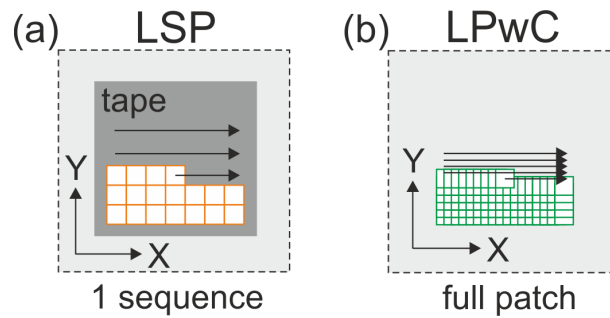 (a) LSP
tape
Y
X
1 sequence
(b) LPwC
Y
X
full patch